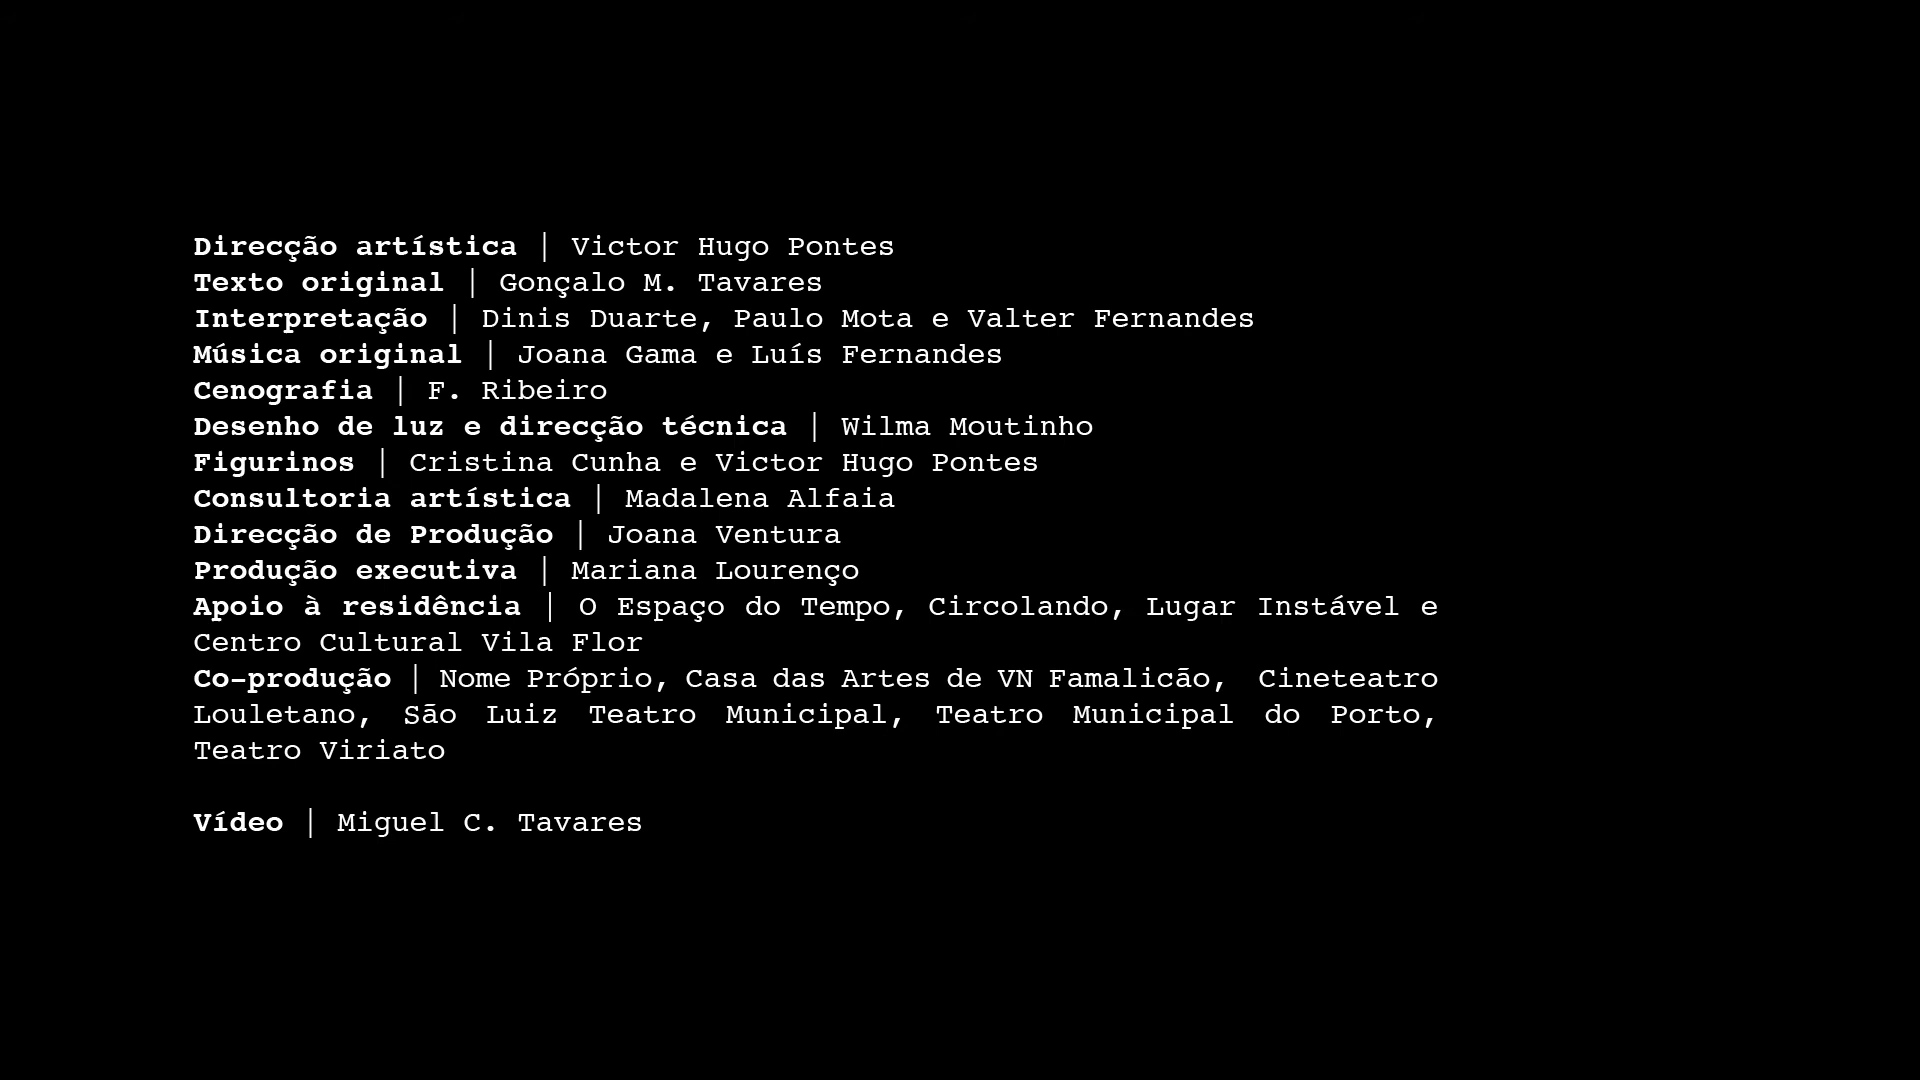 Direcção artística | Victor Hugo Pontes
Texto original | Gonçalo M. Tavares
Interpretação | Dinis Duarte, Paulo Mota e Valter Fernandes
Música original | Joana Gama e Luís Fernandes
Cenografia | F. Ribeiro
Desenho de luz e direcção técnica | Wilma Moutinho
Figurinos | Cristina Cunha e Victor Hugo Pontes
Consultoria artística | Madalena Alfaia
Direcção de Produção | Joana Ventura
Produção executiva | Mariana Lourenço
Apoio à residência | O Espaço do Tempo, Circolando, Lugar Instável e
Centro Cultural Vila Flor
Co-produção | Nome Próprio, Casa das Artes de VN Famalicão, Cineteatro
Louletano, São Luiz Teatro Municipal, Teatro Municipal do Porto,
Teatro Viriato
Vídeo | Miguel C. Tavares